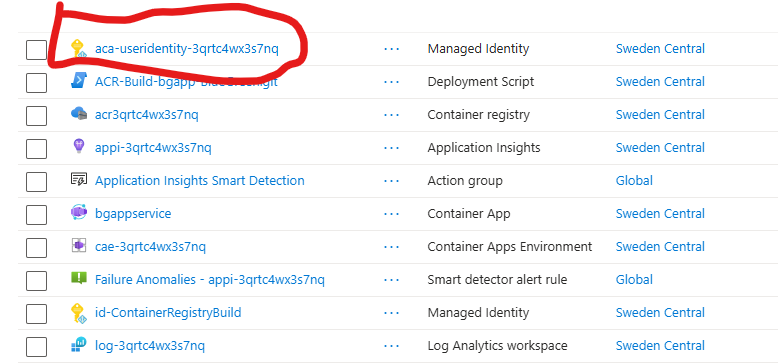 aca-useridentity-3qrtc4wx3s7nq ... Managed Identity Sweden Central
ACR-Build-bgapp ... Deployment Script Sweden Central
acr3qrtc4wx3s7nq ... Container registry Sweden Central
appi-3qrtc4wx3s7nq ... Application Insights Sweden Central
Application Insights Smart Detection ... Action group Global
bgappservice ... Container App Sweden Central
cae-3qrtc4wx3s7nq ... Container Apps Environment Sweden Central
Failure Anomalies - appi-3qrtc4wx3s7nq ... Smart detector alert rule Global
id-ContainerRegistryBuild ... Managed Identity Sweden Central
log-3qrtc4wx3s7nq ... Log Analytics workspace Sweden Central